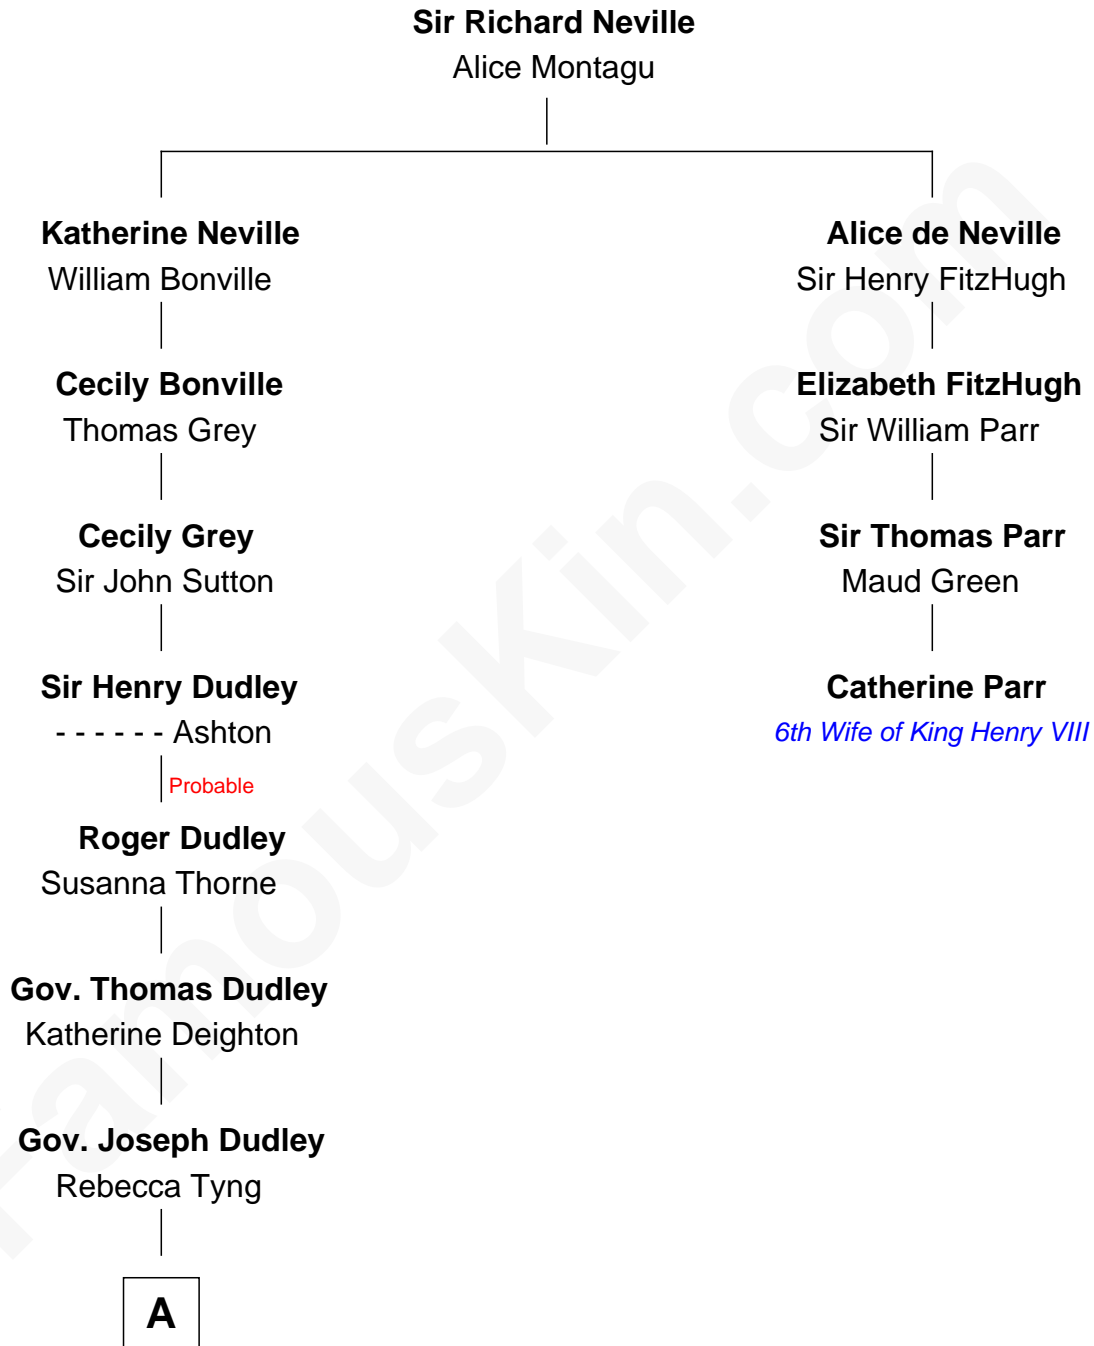 Sir Richard Neville
Alice Montagu
Katherine Neville
William Bonville
Alice de Neville
Sir Henry FitzHugh
Cecily Bonville
Thomas Grey
Elizabeth FitzHugh
Sir William Parr
Cecily Grey
Sir John Sutton
Sir Thomas Parr
Maud Green
Sir Henry Dudley
- - - - - - Ashton
Probable
Catherine Parr
6th Wife of King Henry VIII
Roger Dudley
Susanna Thorne
Gov. Thomas Dudley
Katherine Deighton
Gov. Joseph Dudley
Rebecca Tyng
A
FamousKin.com